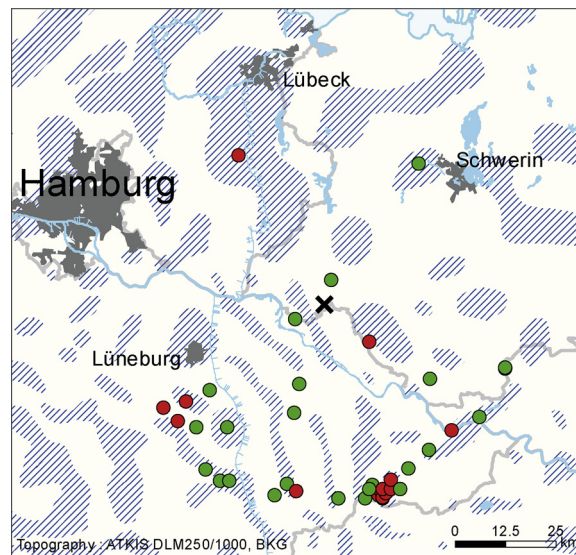 Lübeck
Schwerin
Hamburg
Lüneburg
Topography : ATKIS DLM250/1000, BKG
0 12.5 25
km